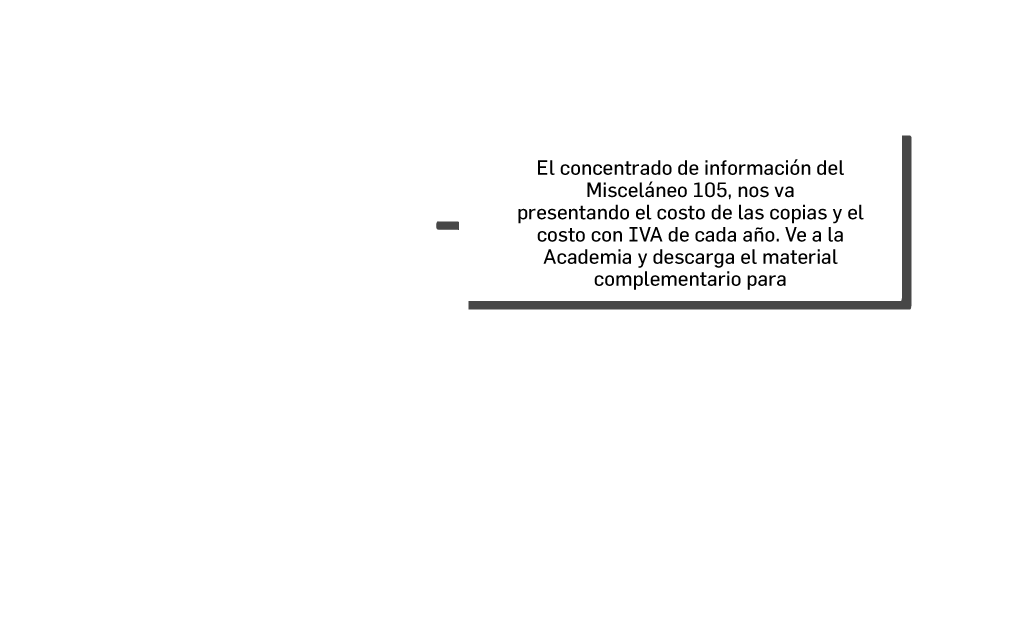 El concentrado de información del
Misceláneo 105, nos va
presentando el costo de las copias y el
costo con IVA de cada año. Ve a la
Academia y descarga el material
complementario para